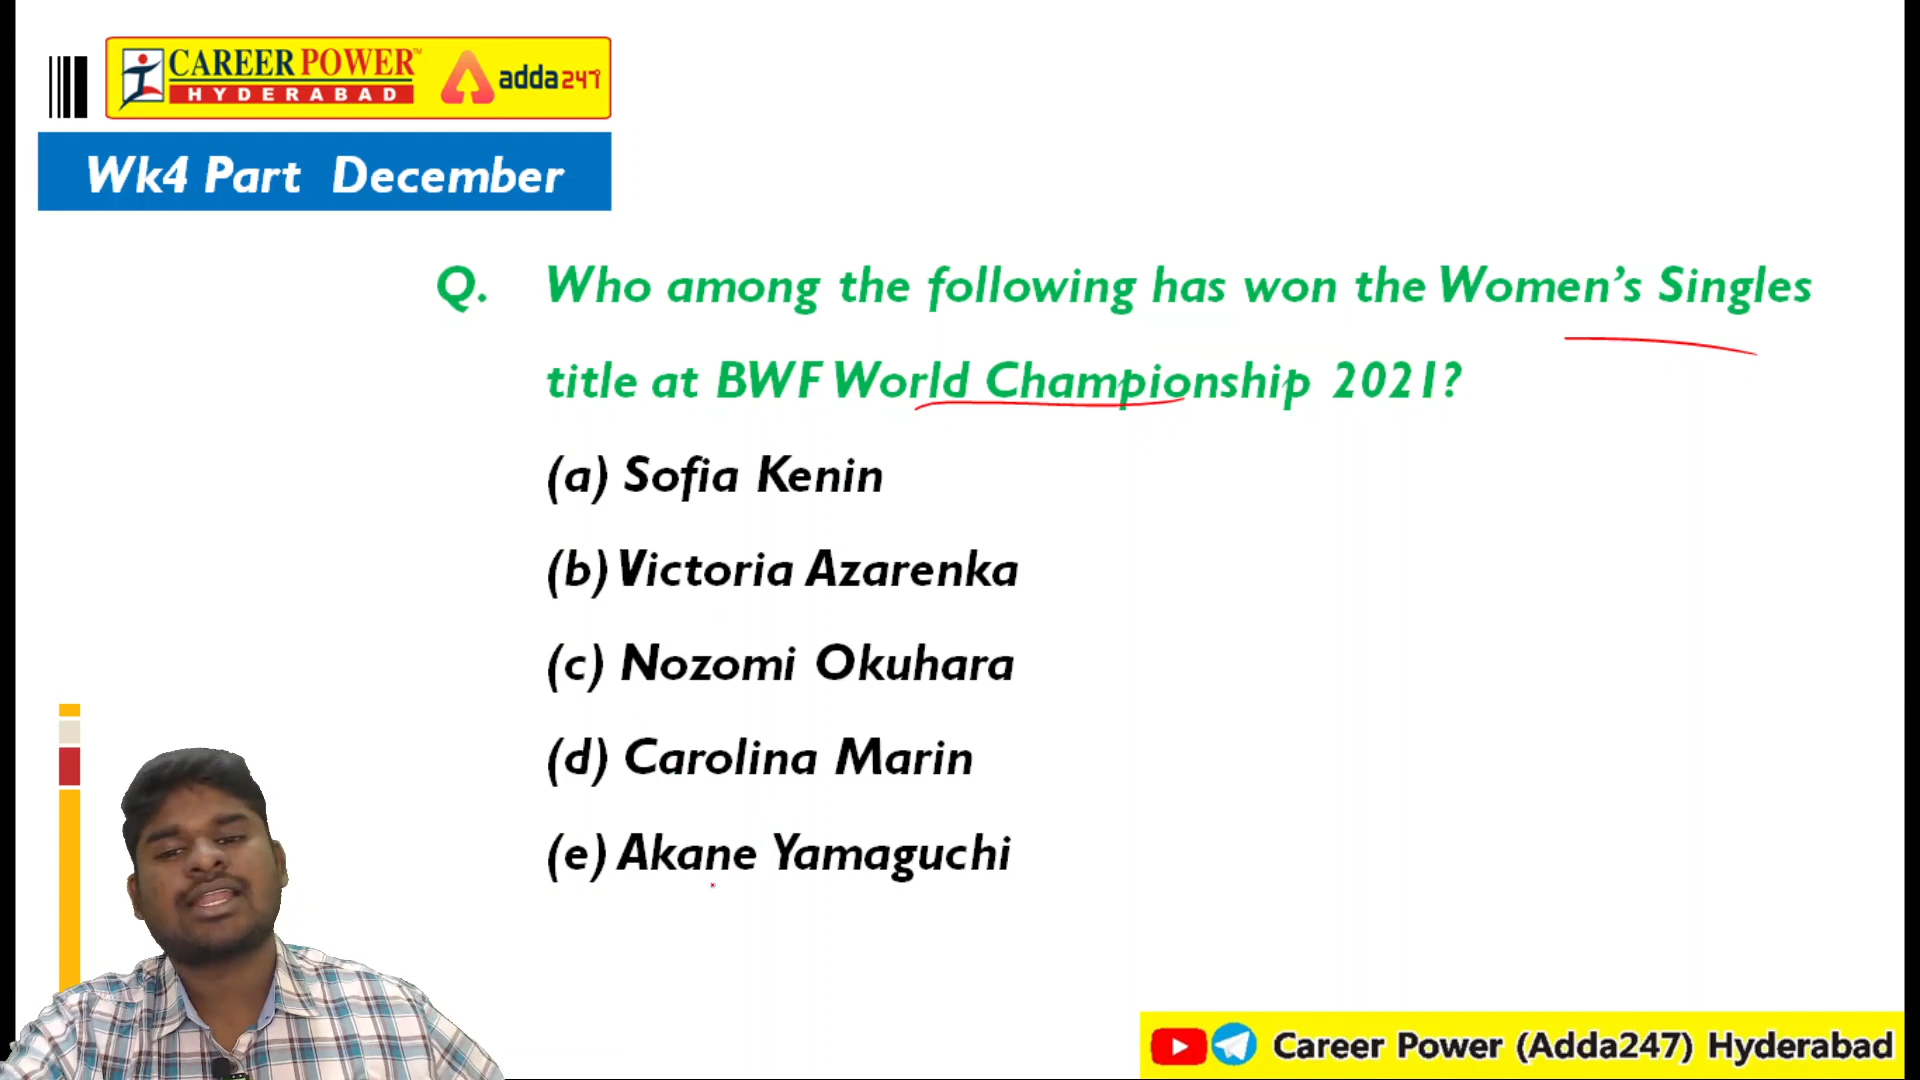 CAREER POWER™
HYDERABAD
adda247
Wk4 Part December
Q. Who among the following has won the Women's Singles
title at BWF World Championship 2021?
(a) Sofia Kenin
(b) Victoria Azarenka
(c) Nozomi Okuhara
(d) Carolina Marin
(e) Akane Yamaguchi
Career Power (Adda247) Hyderabad